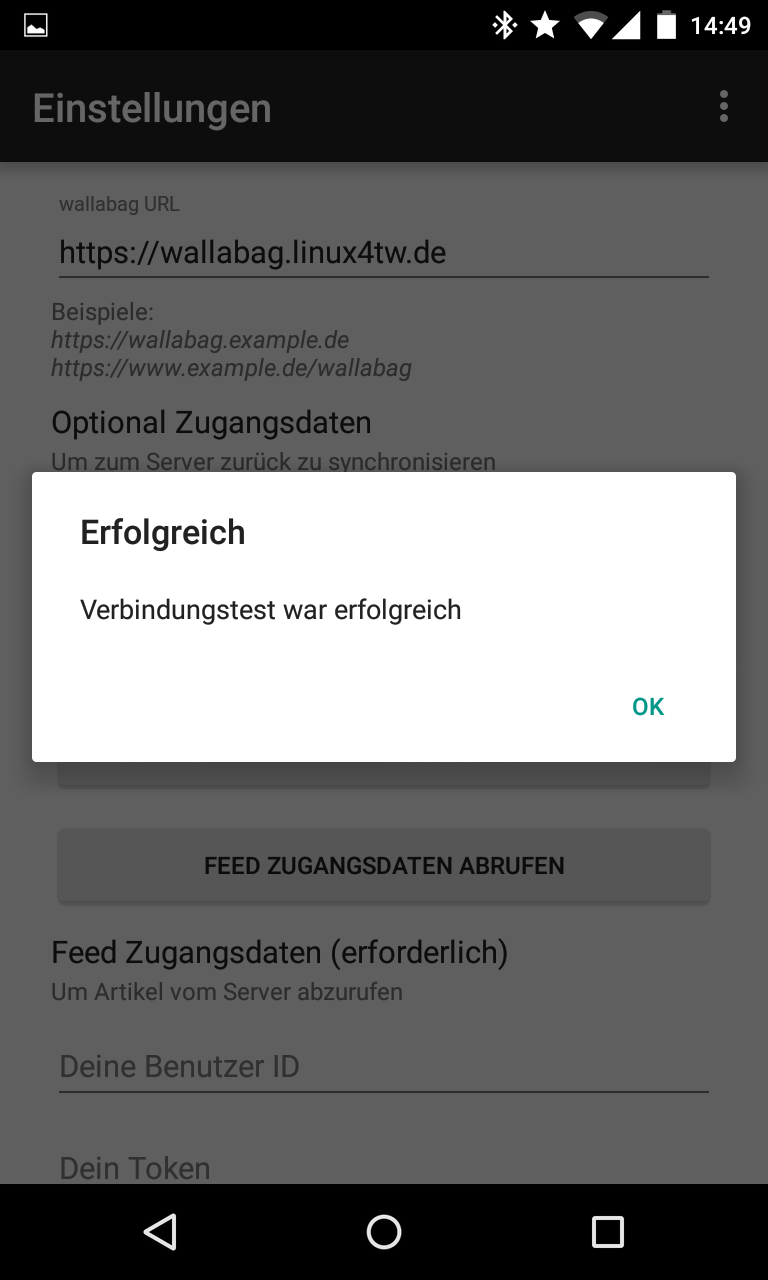 14:49
Einstellungen
wallabag URL
https://wallabag.linux4tw.de
Beispiele:
https://wallabag.example.de
https://www.example.de/wallabag
Optional Zugangsdaten
Um zum Server zurück zu synchronisieren
Erfolgreich
Verbindungstest war erfolgreich
OK
FEED ZUGANGSDATEN ABRUFEN
Feed Zugangsdaten (erforderlich)
Um Artikel vom Server abzurufen
Deine Benutzer ID
Dein Token